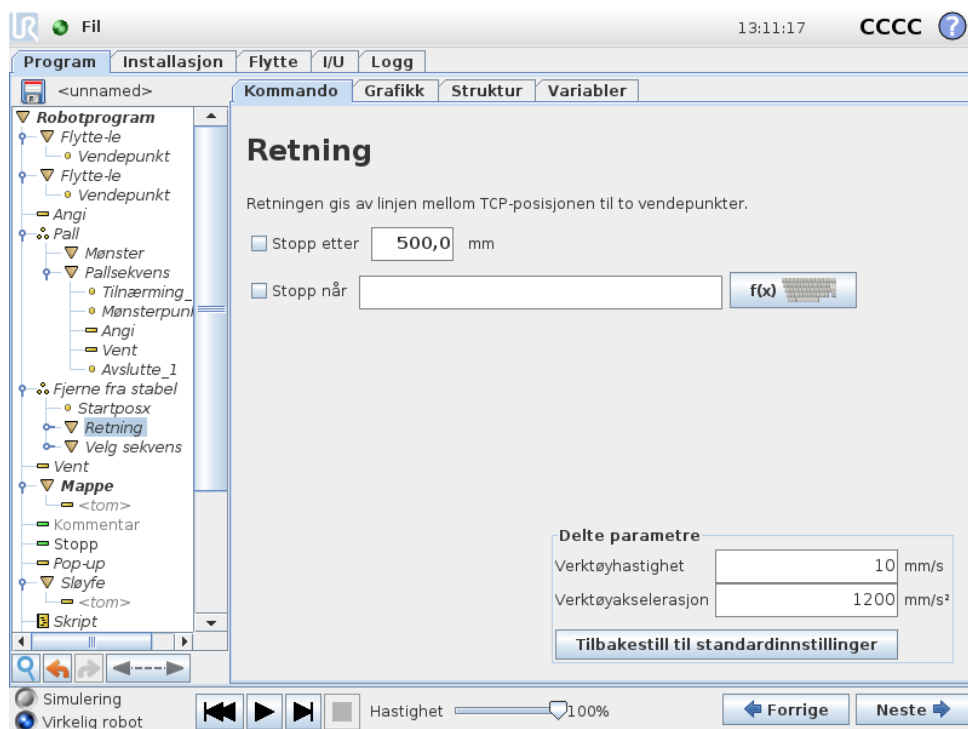 UR Fil 13:11:17 CCCC ?
Program Installasjon Flytte I/U Logg
<unnamed>
Kommando Grafikk Struktur Variabler
Robotprogram
Flytte-le
Vendepunkt
Flytte-le
Vendepunkt
Angi
Pall
Mønster
Pallsekvens
Tilnærming_
Mønsterpunl
Angi
Vent
Avslutte_1
Fjerne fra stabel
Startposx
Retning
Velg sekvens
Vent
Mappe
<tom>
Kommentar
Stopp
Pop-up
Sløyfe
<tom>
Skript
Retning
Retningen gis av linjen mellom TCP-posisjonen til to vendepunkter.
Stopp etter 500,0 mm
Stopp når f(x)
Delte parametre
Verktøyhastighet 10 mm/s
Verktøyakselerasjon 1200 mm/s²
Tilbakestill til standardinnstillinger
Simulering
Virkelig robot
Hastighet 100%
Forrige Neste